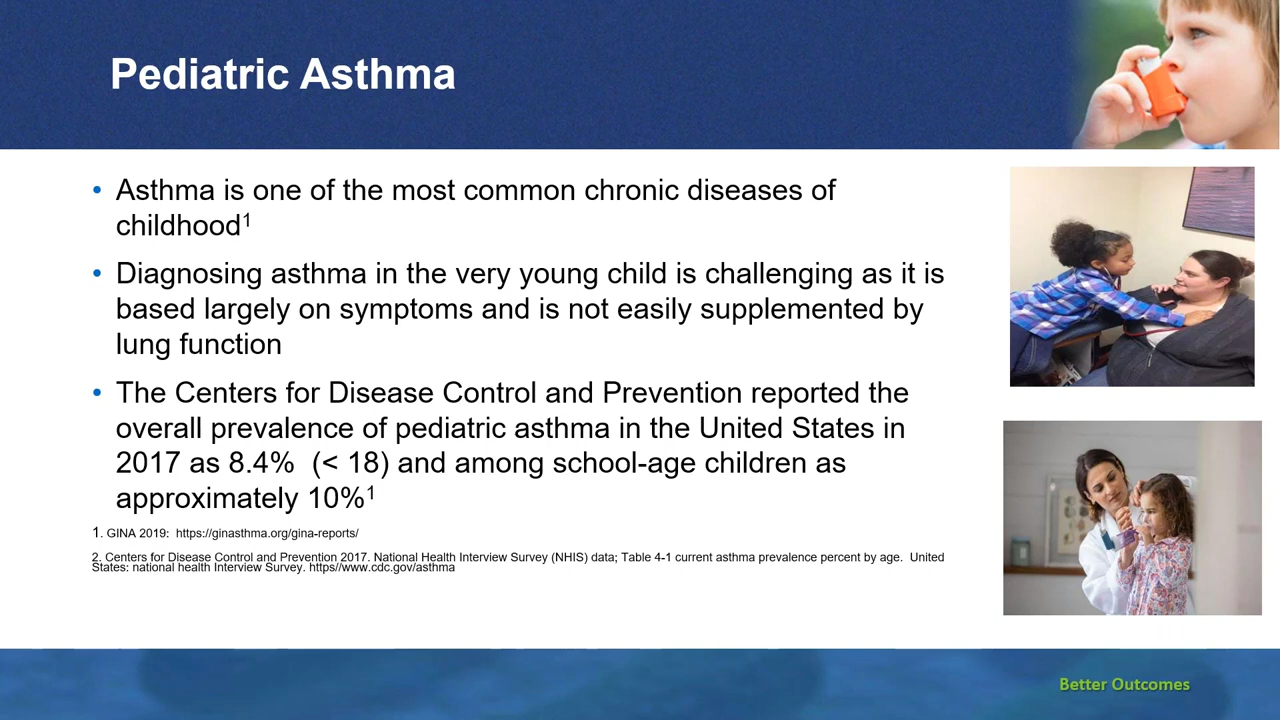 Pediatric Asthma
• Asthma is one of the most common chronic diseases of
childhood1
• Diagnosing asthma in the very young child is challenging as it is
based largely on symptoms and is not easily supplemented by
lung function
• The Centers for Disease Control and Prevention reported the
overall prevalence of pediatric asthma in the United States in
2017 as 8.4%  (< 18) and among school-age children as
approximately 10%1
1. GINA 2019:  https://ginasthma.org/gina-reports/
2. Centers for Disease Control and Prevention 2017. National Health Interview Survey (NHIS) data; Table 4-1 current asthma prevalence percent by age.  United
States: national health Interview Survey. https//www.cdc.gov/asthma
Better Outcomes